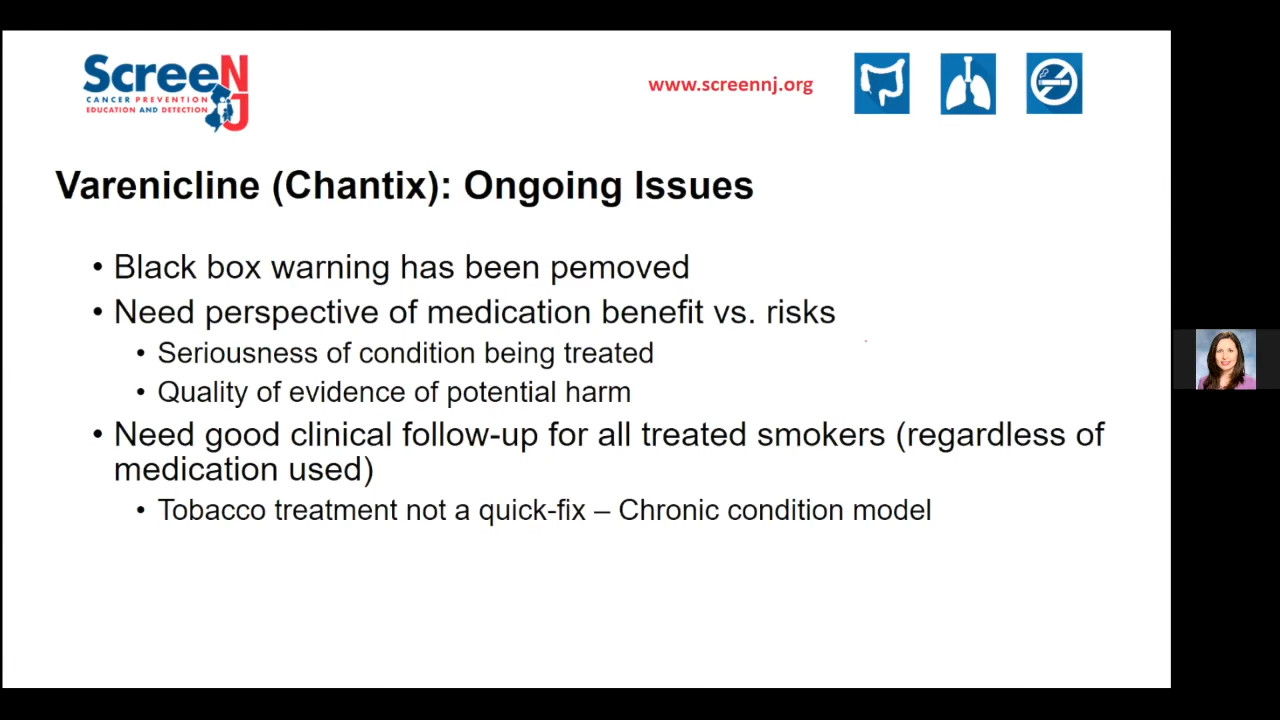 ScreeNJ
CANCER PREVENTION
EDUCATION AND DETECTION
www.screennj.org
Varenicline (Chantix): Ongoing Issues
• Black box warning has been pemoved
• Need perspective of medication benefit vs. risks
• Seriousness of condition being treated
• Quality of evidence of potential harm
• Need good clinical follow-up for all treated smokers (regardless of
medication used)
• Tobacco treatment not a quick-fix – Chronic condition model